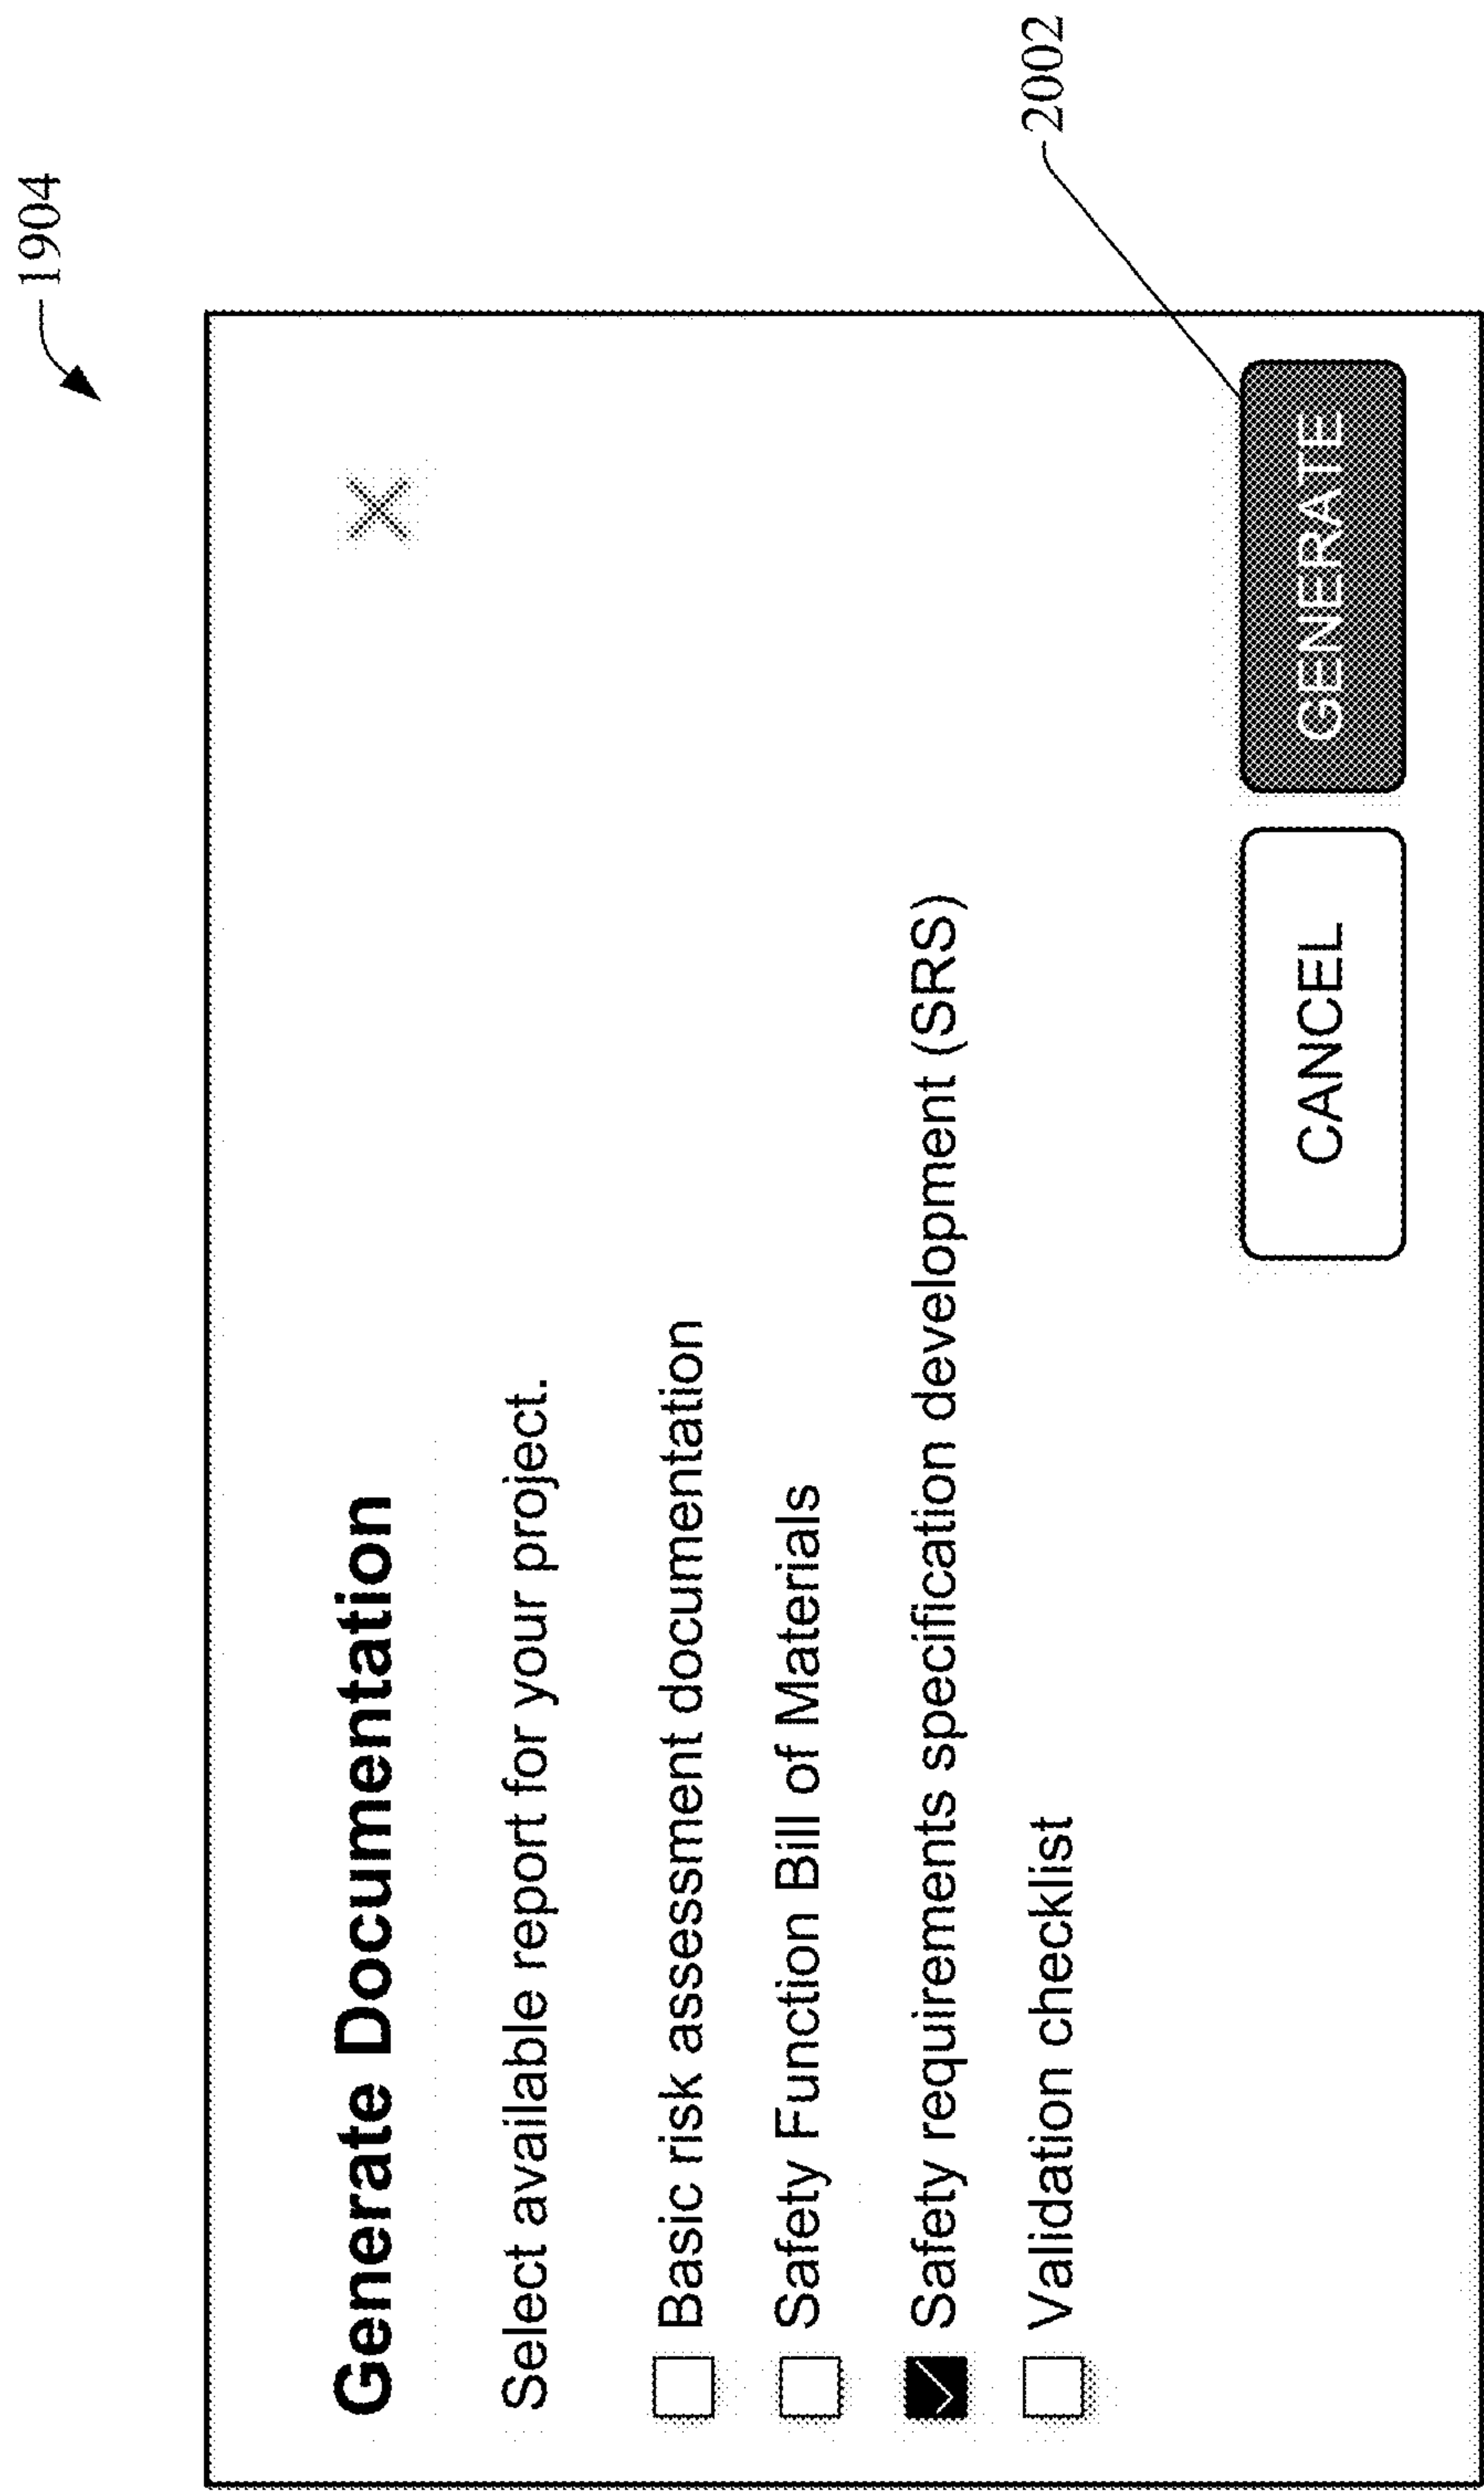 1904
Generate Documentation
Select available report for your project.
Basic risk assessment documentation
Safety Function Bill of Materials
Safety requirements specification development (SRS)
Validation checklist
2002
CANCEL
GENERATE